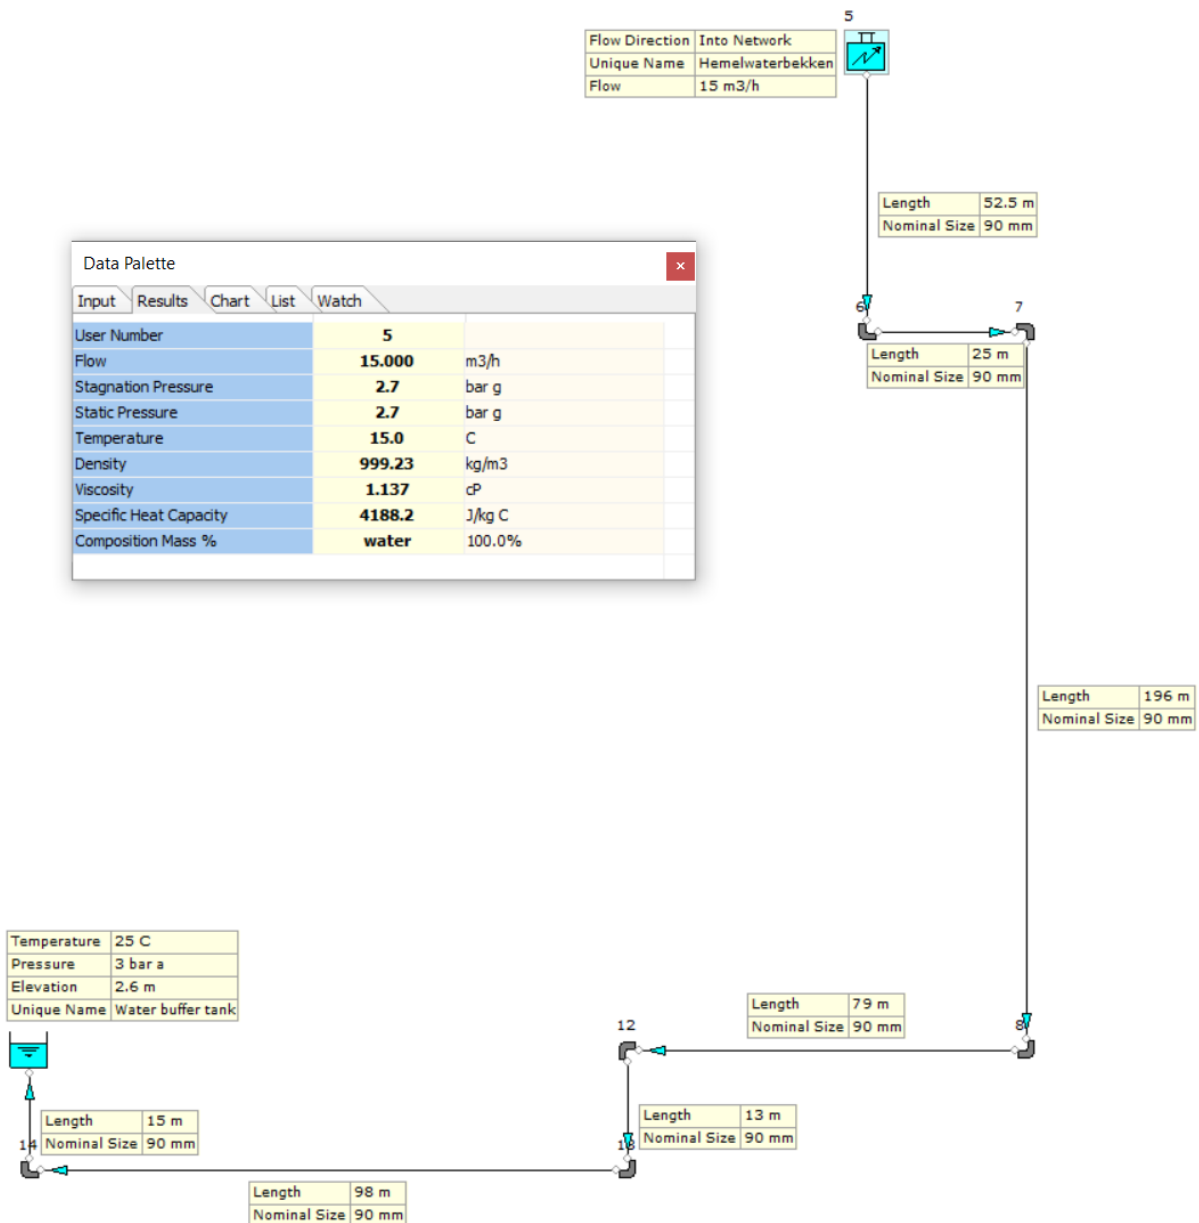 5
Flow Direction Into Network
Unique Name Hemelwaterbekken
Flow 15 m3/h
Length 52.5 m
Nominal Size 90 mm
Data Palette
Input Results Chart List Watch
User Number 5
Flow 15.000 m3/h
Stagnation Pressure 2.7 bar g
Static Pressure 2.7 bar g
Temperature 15.0 C
Density 999.23 kg/m3
Viscosity 1.137 cP
Specific Heat Capacity 4188.2 J/kg C
Composition Mass % water 100.0%
6
7
Length 25 m
Nominal Size 90 mm
Length 196 m
Nominal Size 90 mm
Temperature 25 C
Pressure 3 bar a
Elevation 2.6 m
Unique Name Water buffer tank
Length 79 m
Nominal Size 90 mm
12
8
Length 15 m
Nominal Size 90 mm
Length 13 m
Nominal Size 90 mm
14
13
Length 98 m
Nominal Size 90 mm